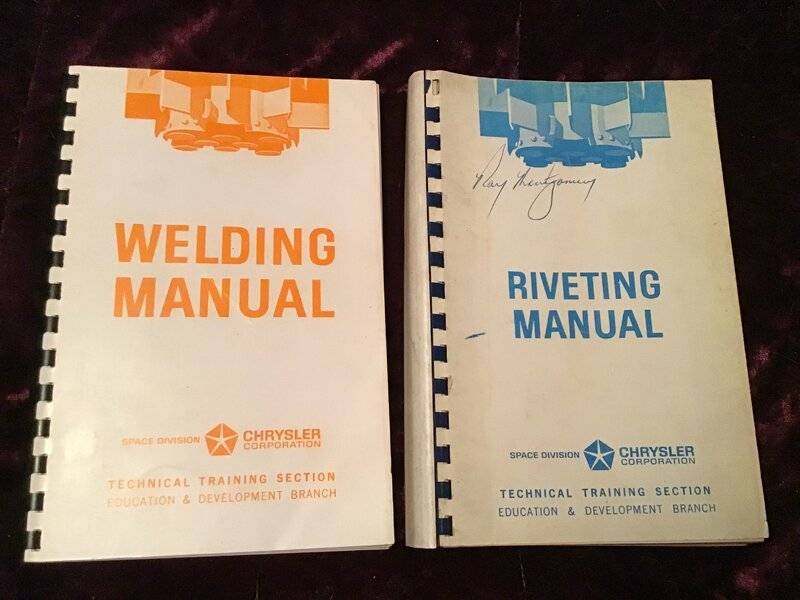 WELDING
MANUAL
SPACE DIVISION CHRYSLER
CORPORATION
TECHNICAL TRAINING SECTION
EDUCATION & DEVELOPMENT BRANCH
Ray Montgomery
RIVETING
MANUAL
SPACE DIVISION CHRYSLER
CORPORATION
TECHNICAL TRAINING SECTION
EDUCATION & DEVELOPMENT BRANCH